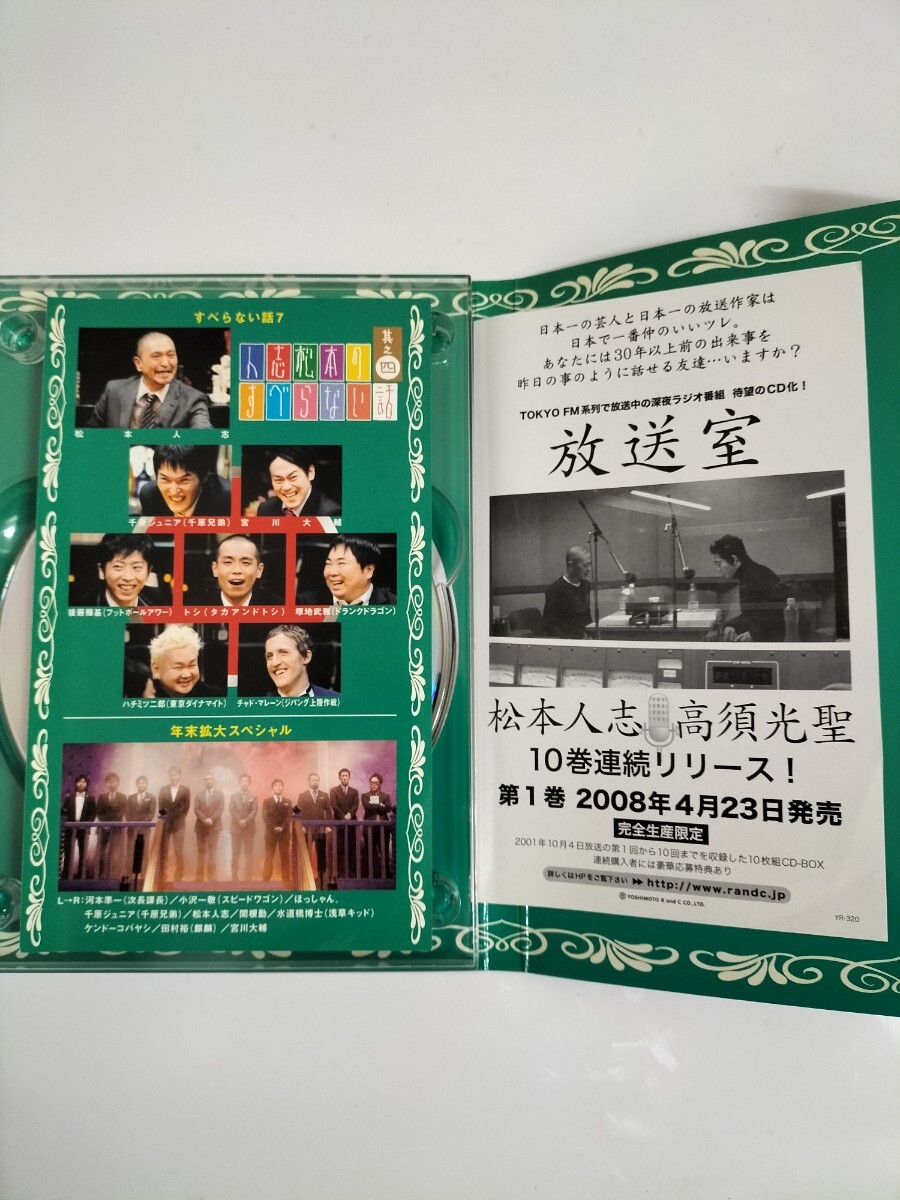 すべらない話7
人志松本の
すべらない話
其之四
松本人志
千原ジュニア(千原兄弟)
宮川大輔
後藤輝基(フットボールアワー)
トシ(タカアンドトシ)
塚地武雅(ドランクドラゴン)
ハチミツ二郎(東京ダイナマイト)
チャド・マレーン(ジパング上陸作戦)
年末拡大スペシャル
L→R:河本準一(次長課長)/小沢一敬(スピードワゴン)/ほっしゃん。
千原ジュニア(千原兄弟)/松本人志/関根勤/水道橋博士(浅草キッド)
ケンドーコバヤシ/田村裕(麒麟)/宮川大輔
日本一の芸人と日本一の放送作家は
日本で一番仲のいいツレ。
あなたには30年以上前の出来事を
昨日の事のように話せる友達…いますか?
TOKYO FM系列で放送中の深夜ラジオ番組 待望のCD化!
放送室
松本人志 高須光聖
10巻連続リリース!
第1巻 2008年4月23日発売
完全生産限定
2001年10月4日放送の第1回から10回までを収録した10枚組CD-BOX
連続購入者には豪華応募特典あり
詳しくはHPをご覧下さい ▶▶ http://www.randc.jp
Ⓟ YOSHIMOTO R and C CO.,LTD.
YR-320